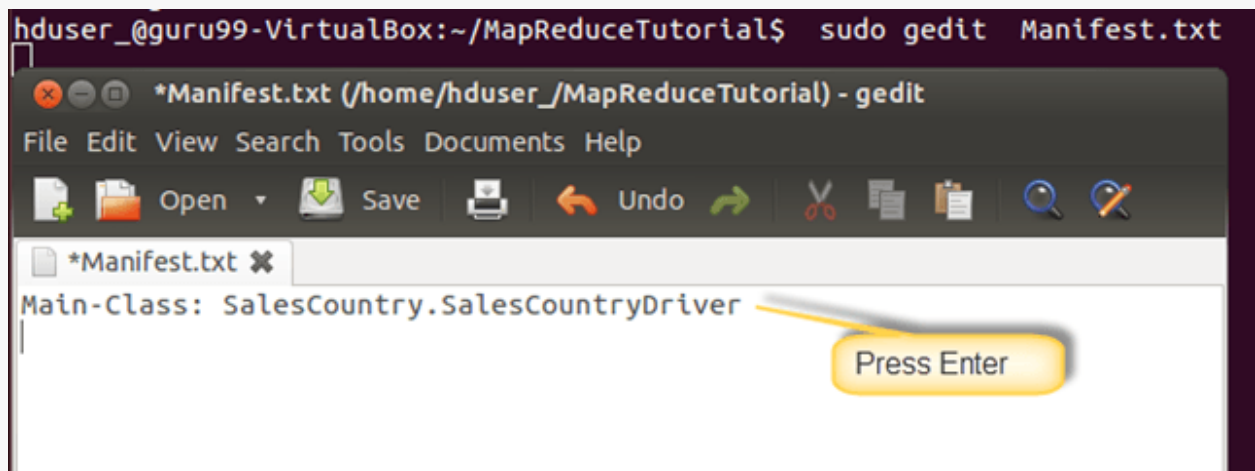 hduser_@guru99-VirtualBox:~/MapReduceTutorial$ sudo gedit Manifest.txt
*Manifest.txt (/home/hduser_/MapReduceTutorial) - gedit
File Edit View Search Tools Documents Help
Open Save Undo
*Manifest.txt
Main-Class: SalesCountry.SalesCountryDriver
Press Enter